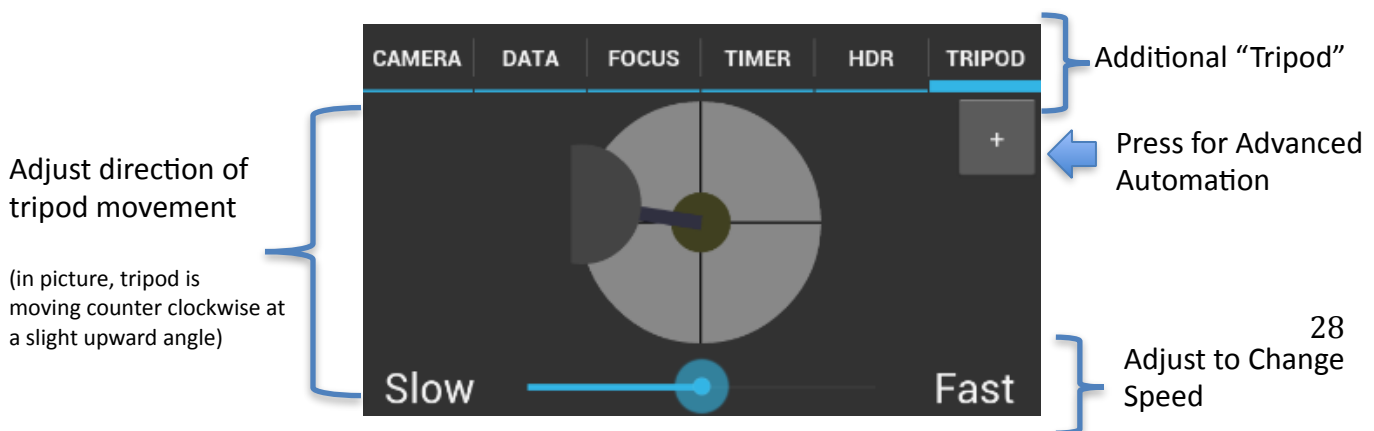 CAMERA DATA FOCUS TIMER HDR TRIPOD
Additional “Tripod”
+
Press for Advanced
Automation
Adjust direction of
tripod movement
(in picture, tripod is
moving counter clockwise at
a slight upward angle)
28
Adjust to Change
Speed
Slow
Fast